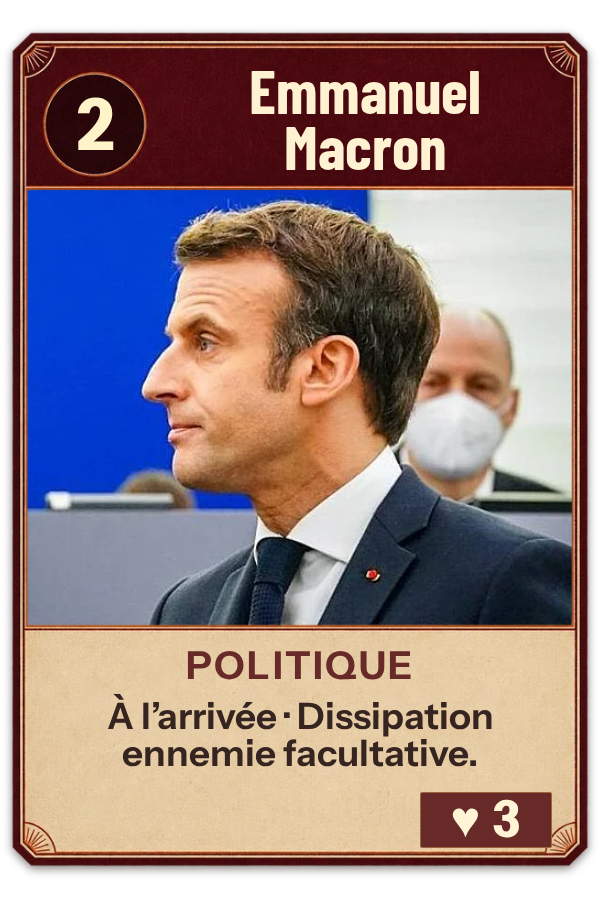 2
Emmanuel
Macron
POLITIQUE
À l’arrivée · Dissipation
ennemie facultative.
♥ 3